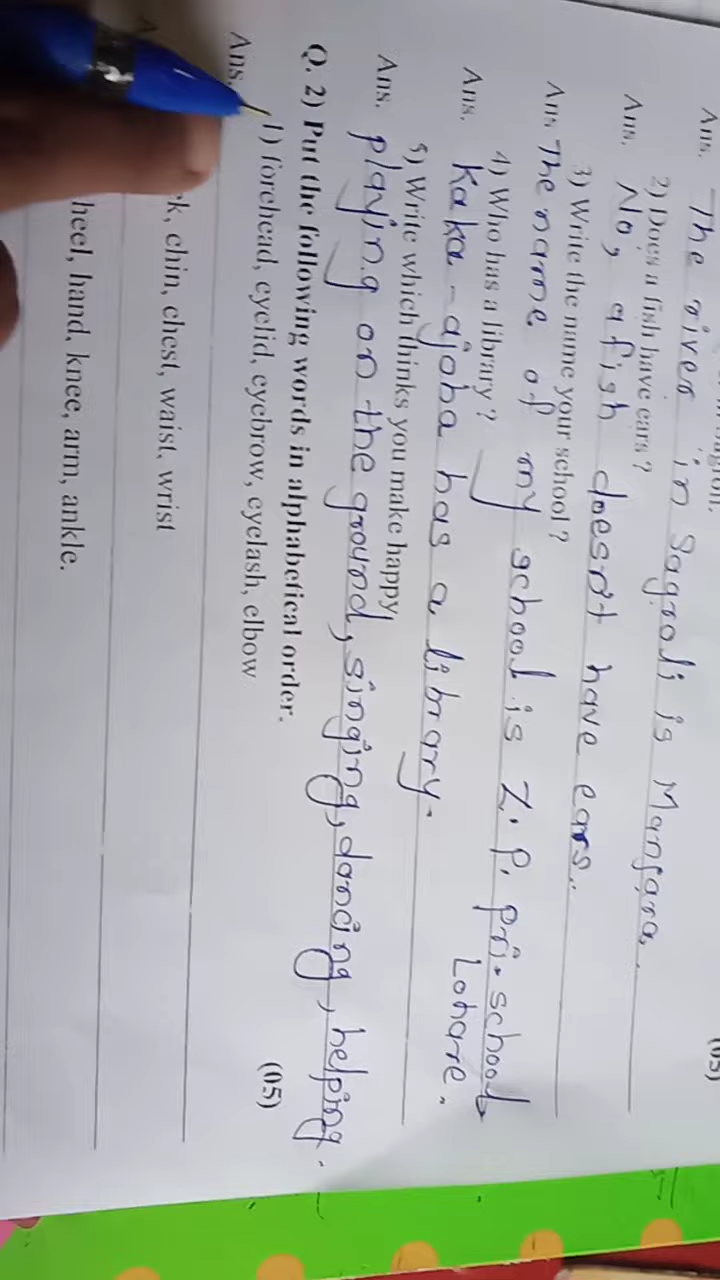 (05)
Ans. The river in Sagroli is Manjara.
2) Does a fish have ears ?
Ans. No, a fish doesn't have ears.
3) Write the name your school ?
Ans The name of my school is Z. P. pri. school
Loharre.
4) Who has a library ?
Ans. kaka-ajoba has a library.
5) Write which thinks you make happy
Ans. playing on the ground, singing, dancing, helping.
Q. 2) Put the following words in alphabetical order. (05)
1) forehead, eyelid, eyebrow, eyelash, elbow
Ans.
chin, chest, waist, wrist
heel, hand, knee, arm, ankle.